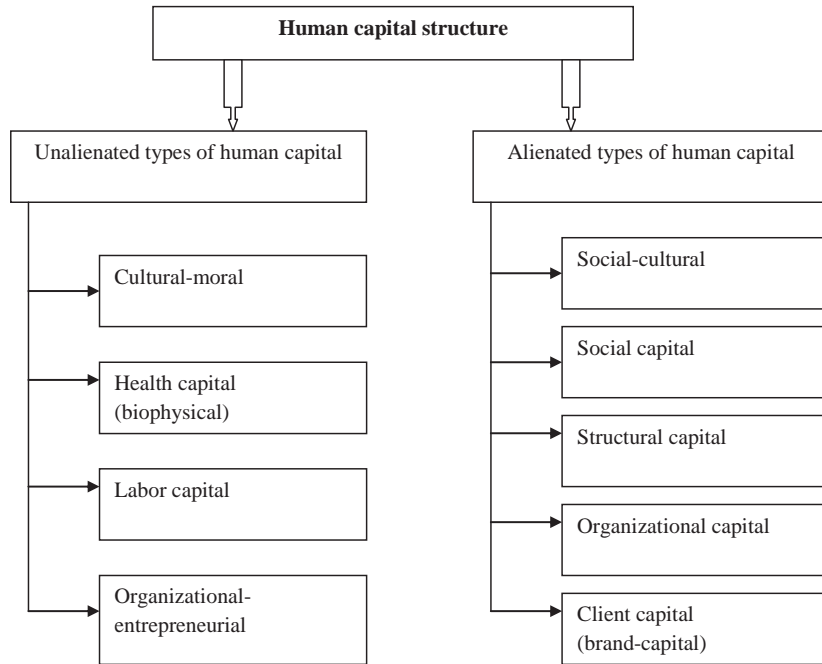 Human capital structure
Unalienated types of human capital
Cultural-moral
Health capital
(biophysical)
Labor capital
Organizational-
entrepreneurial
Alienated types of human capital
Social-cultural
Social capital
Structural capital
Organizational capital
Client capital
(brand-capital)